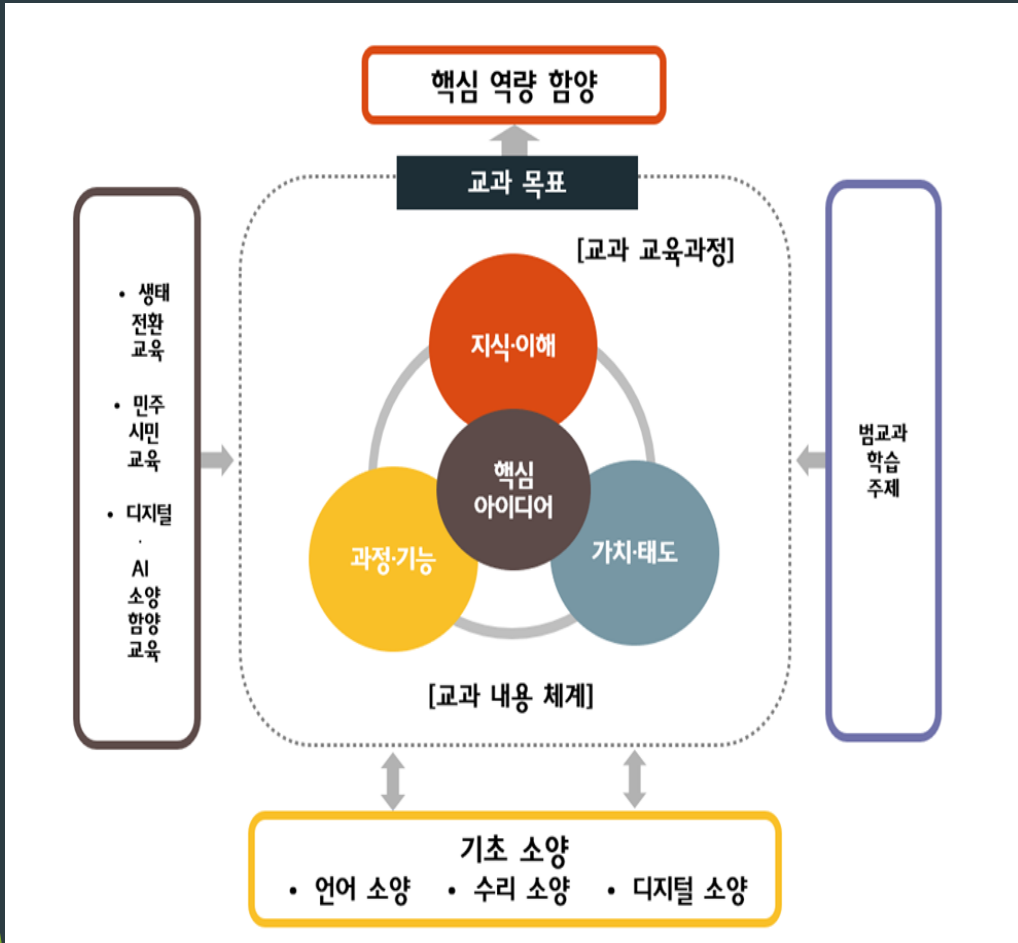 핵심 역량 함양
교과 목표
[교과 교육과정]
• 생태
전환
교육
• 민주
시민
교육
• 디지털
·
AI
소양
함양
교육
지식·이해
핵심
아이디어
과정·기능
가치·태도
[교과 내용 체계]
범교과
학습
주제
기초 소양
• 언어 소양 • 수리 소양 • 디지털 소양